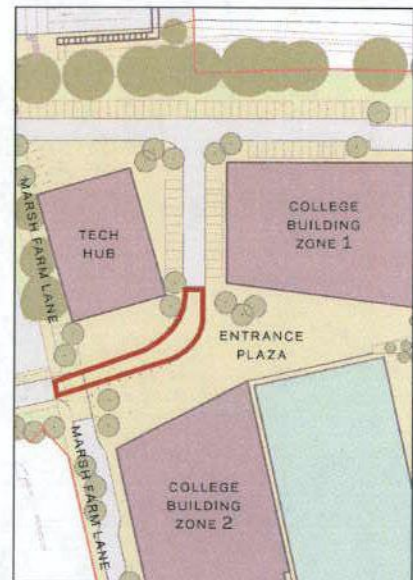 MARSH FARM LANE
TECH
HUB
COLLEGE
BUILDING
ZONE 1
ENTRANCE
PLAZA
MARSH FARM LANE
COLLEGE
BUILDING
ZONE 2